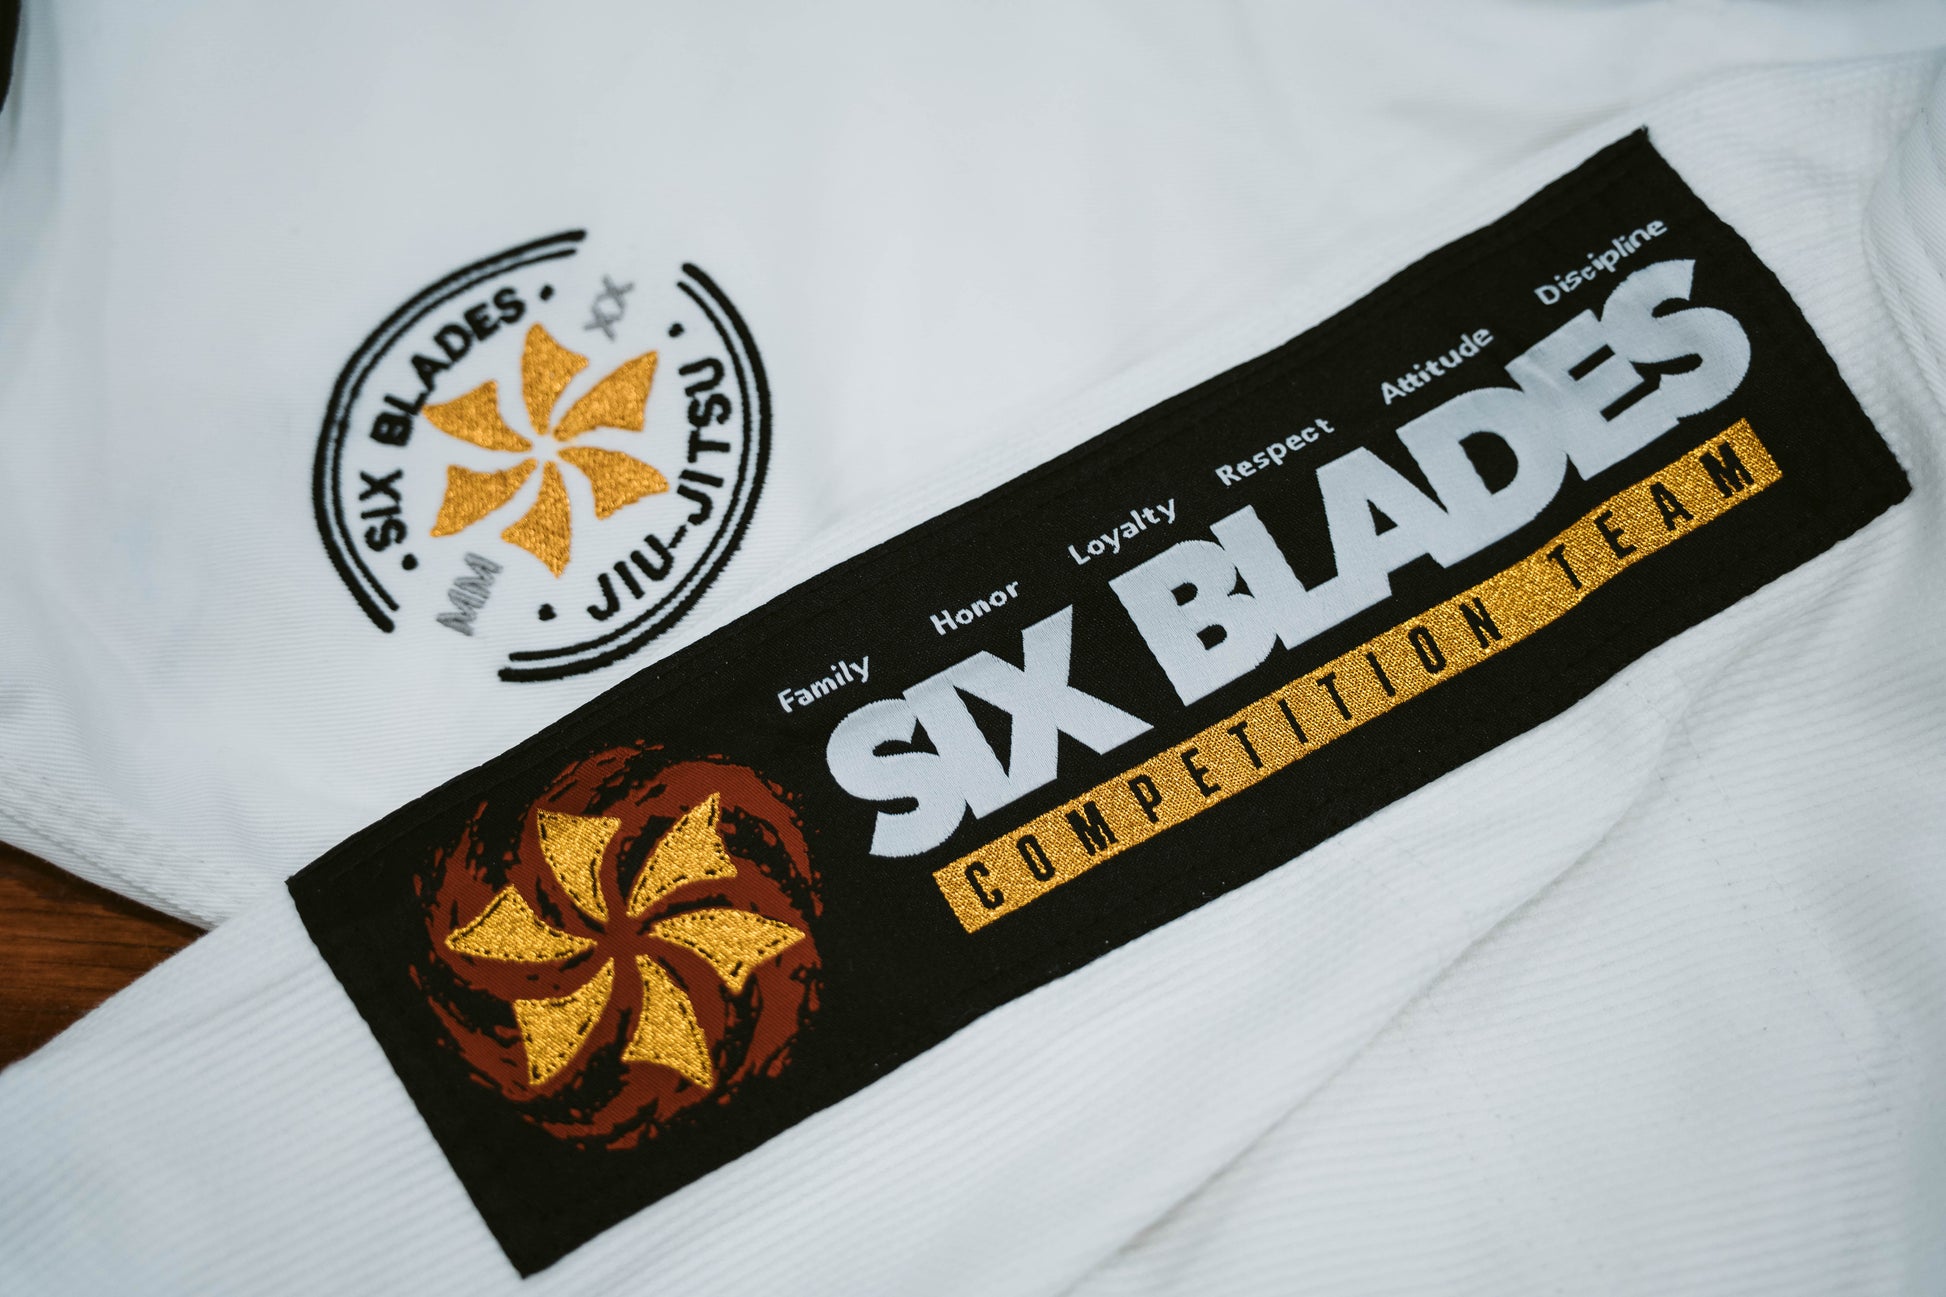 SIX BLADES
XX
MM
JIU-JITSU
Family Honor Loyalty Respect Attitude Discipline
SIX BLADES
COMPETITION TEAM